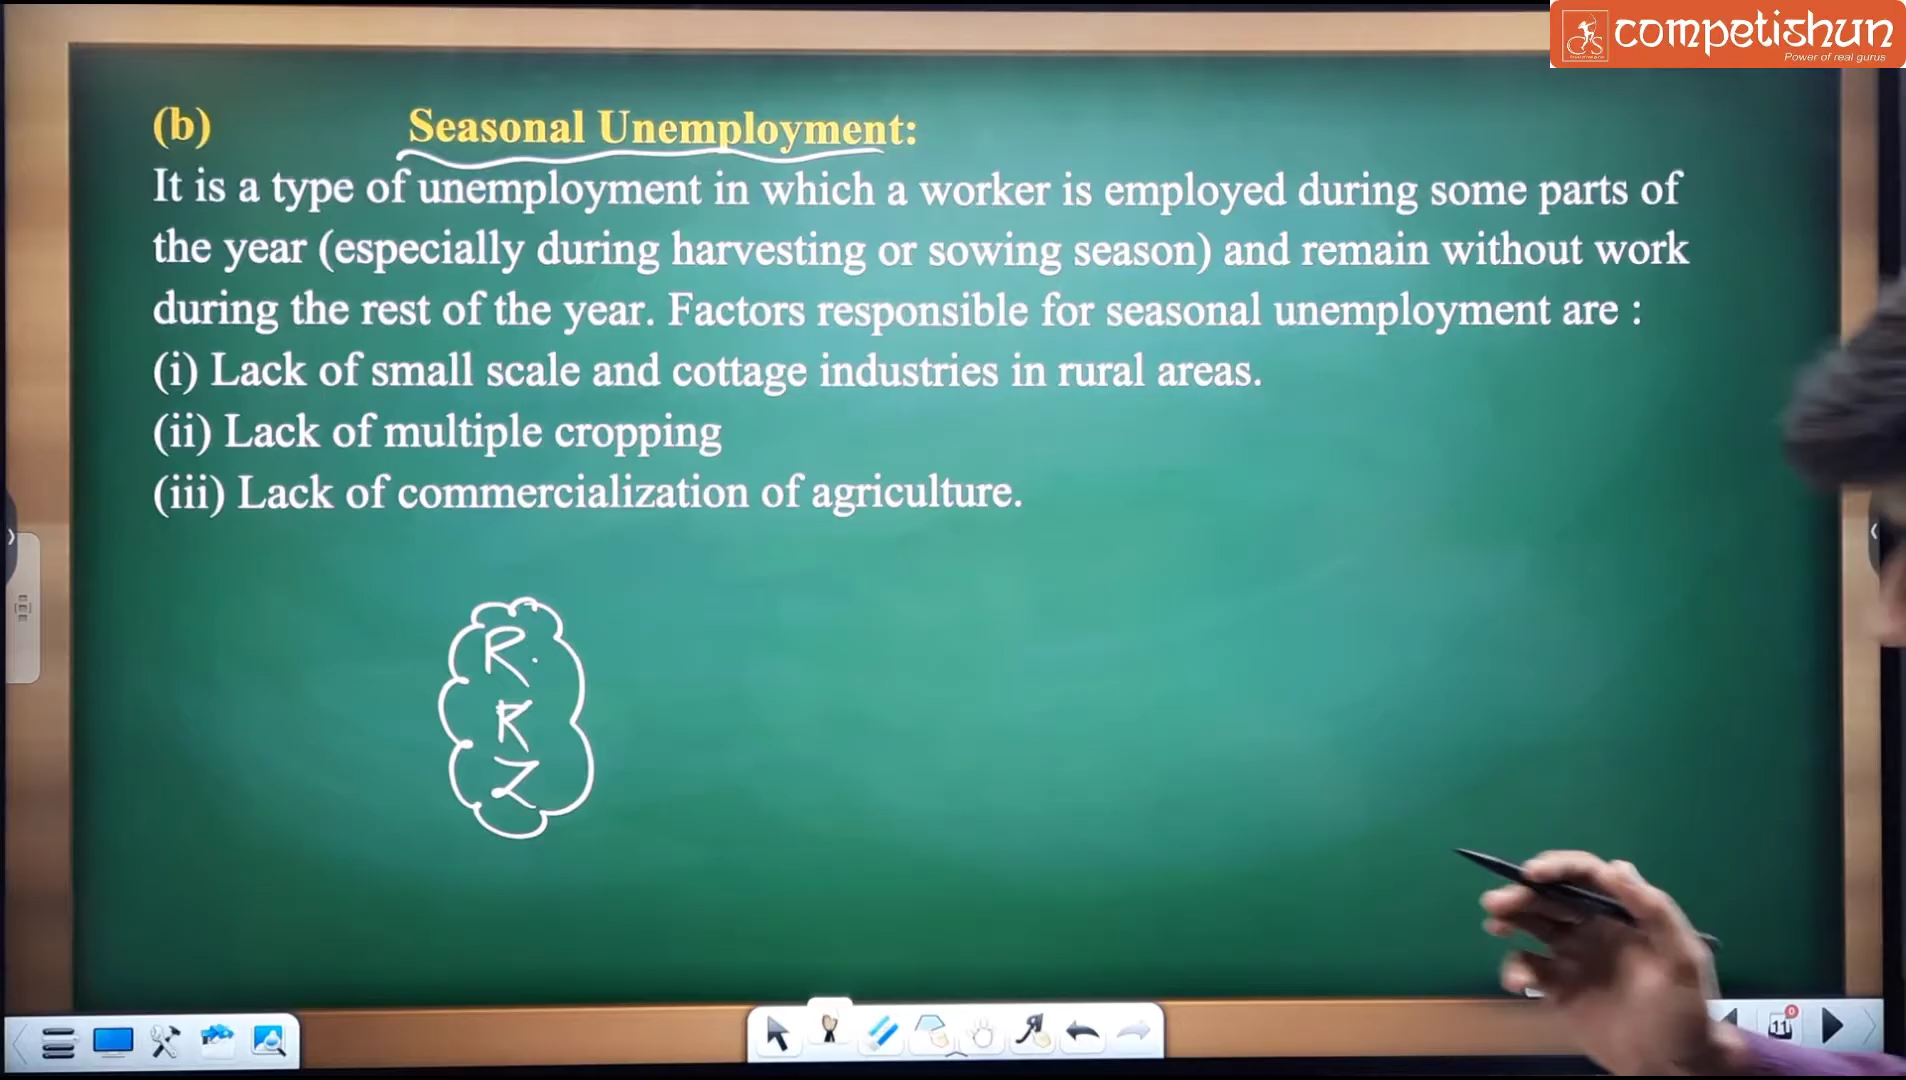 competishun
Power of real gurus
(b) Seasonal Unemployment:
It is a type of unemployment in which a worker is employed during some parts of
the year (especially during harvesting or sowing season) and remain without work
during the rest of the year. Factors responsible for seasonal unemployment are :
(i) Lack of small scale and cottage industries in rural areas.
(ii) Lack of multiple cropping
(iii) Lack of commercialization of agriculture.
R.
K
Z
11
0